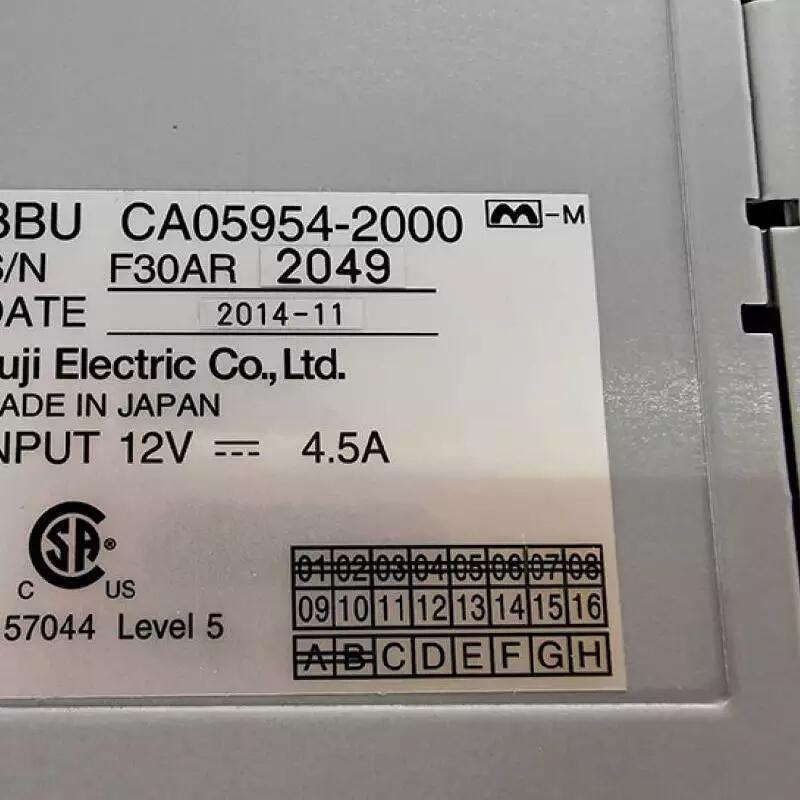 BBU CA05954-2000 -M
S/N F30AR 2049
DATE 2014-11
uji Electric Co., Ltd.
ADE IN JAPAN
NPUT 12V 4.5A
SA ®
C US
57044 Level 5
01 02 03 04 05 06 07 08
09 10 11 12 13 14 15 16
A B C D E F G H